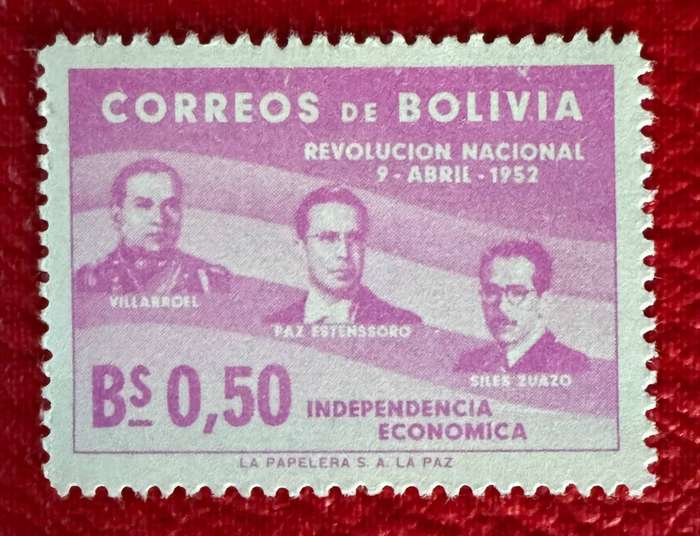 CORREOS DE BOLIVIA
REVOLUCION NACIONAL
9 - ABRIL - 1952
VILLARROEL
PAZ ESTENSSORO
SILES ZUAZO
Bs 0,50
INDEPENDENCIA
ECONOMICA
LA PAPELERA S. A. LA PAZ